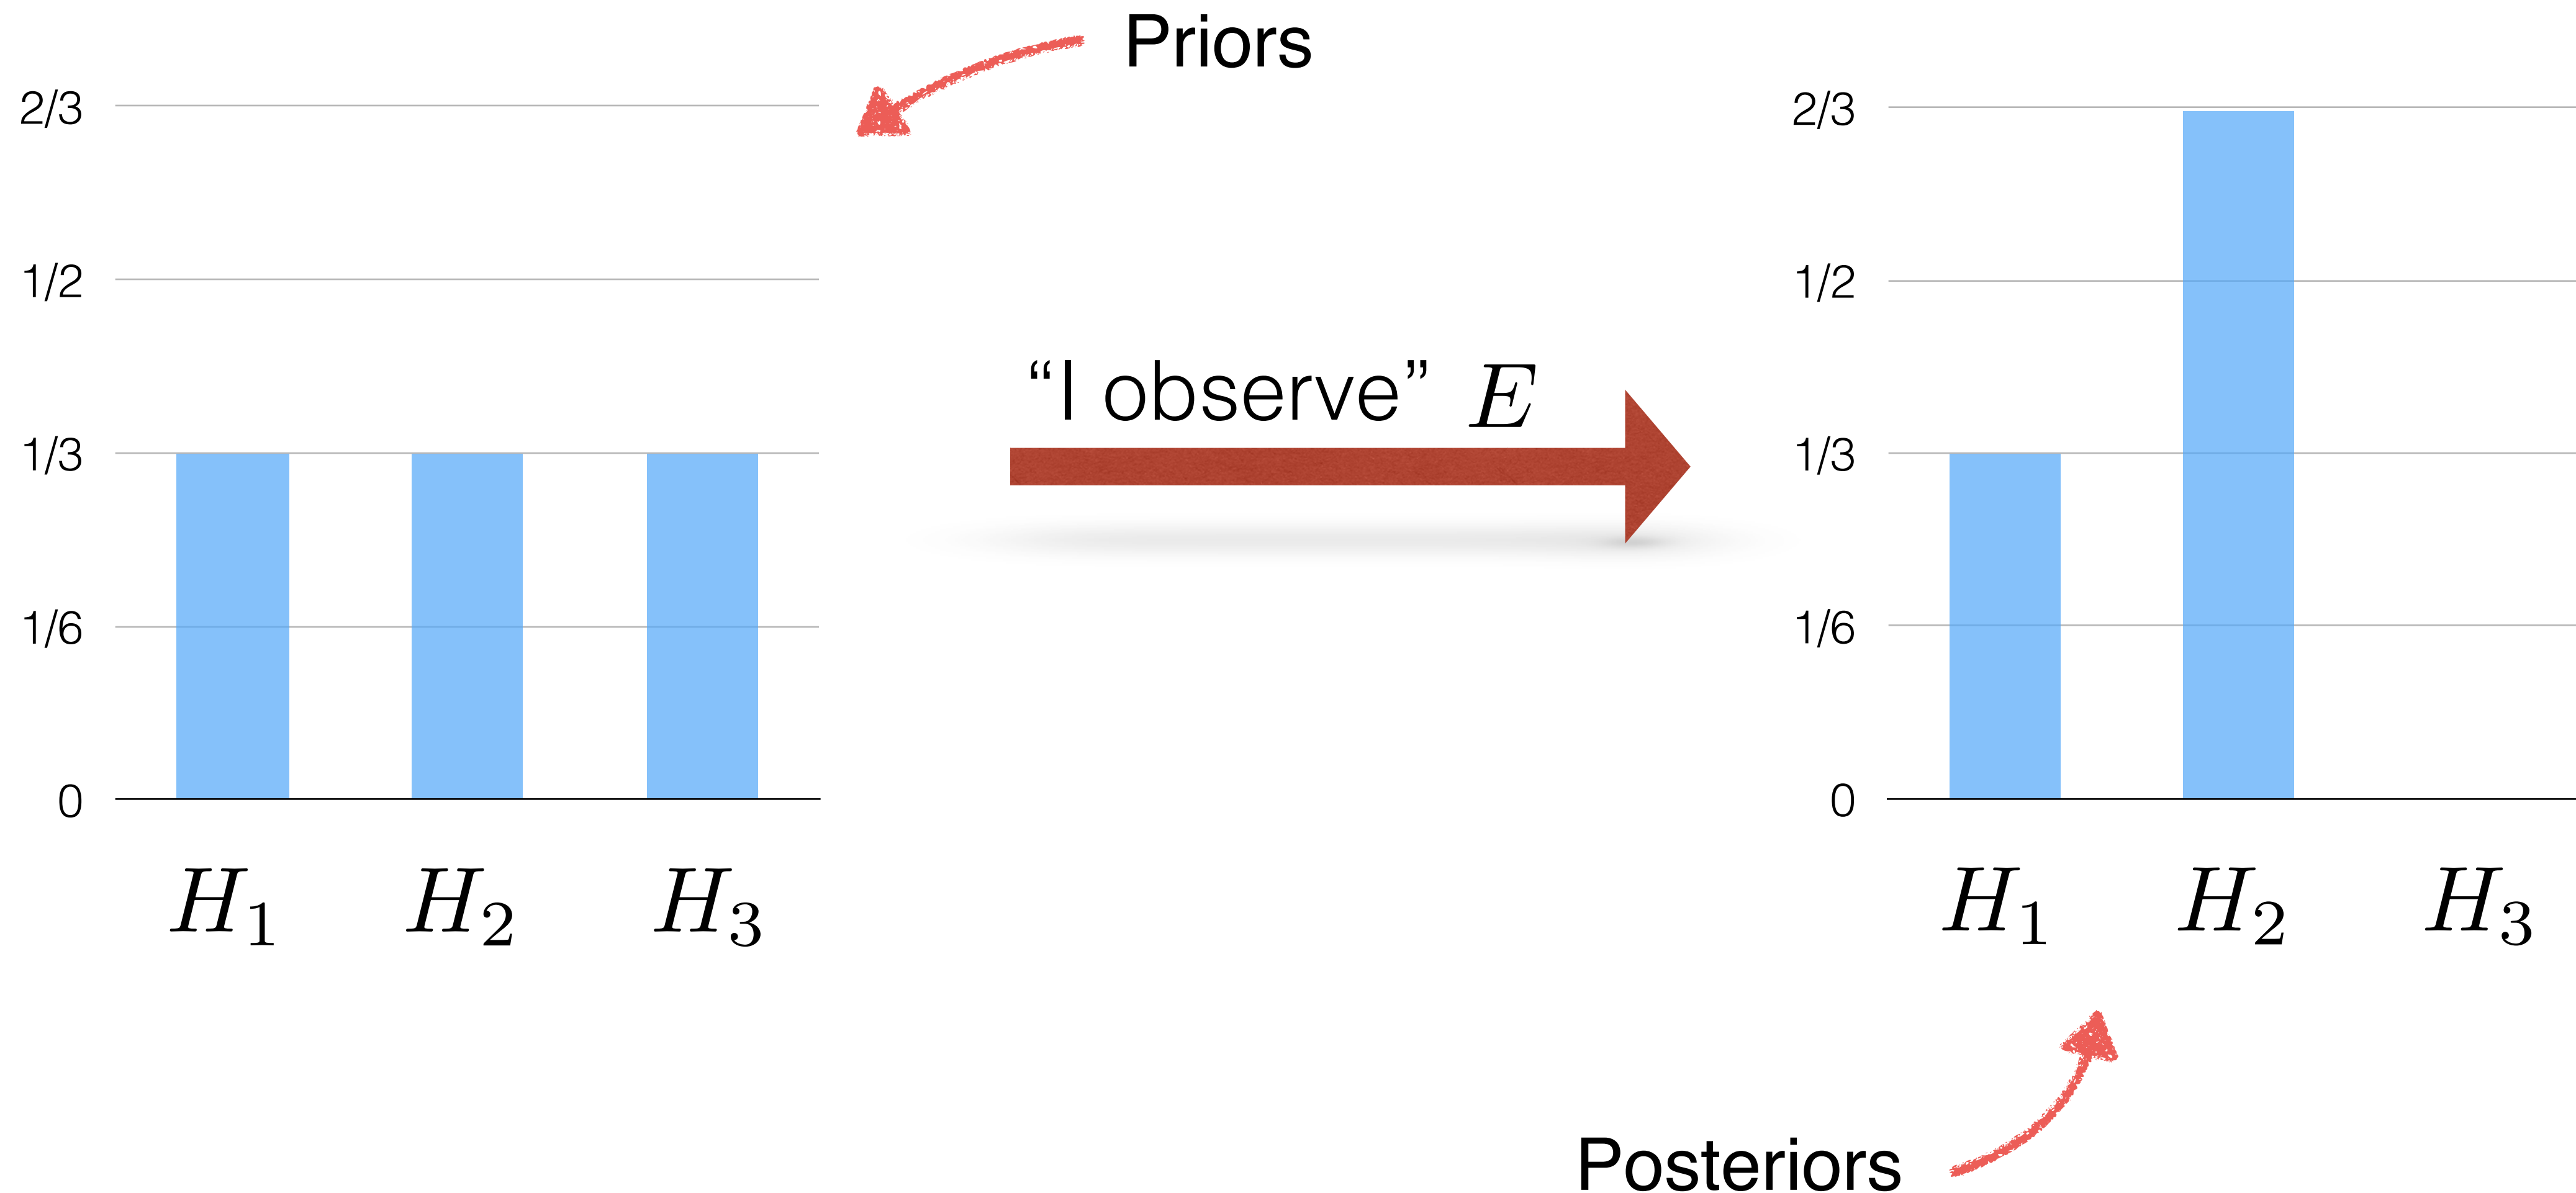 Priors
2/3
1/2
1/3
1/6
0
H₁ H₂ H₃
“I observe” E
2/3
1/2
1/3
1/6
0
H₁ H₂ H₃
Posteriors